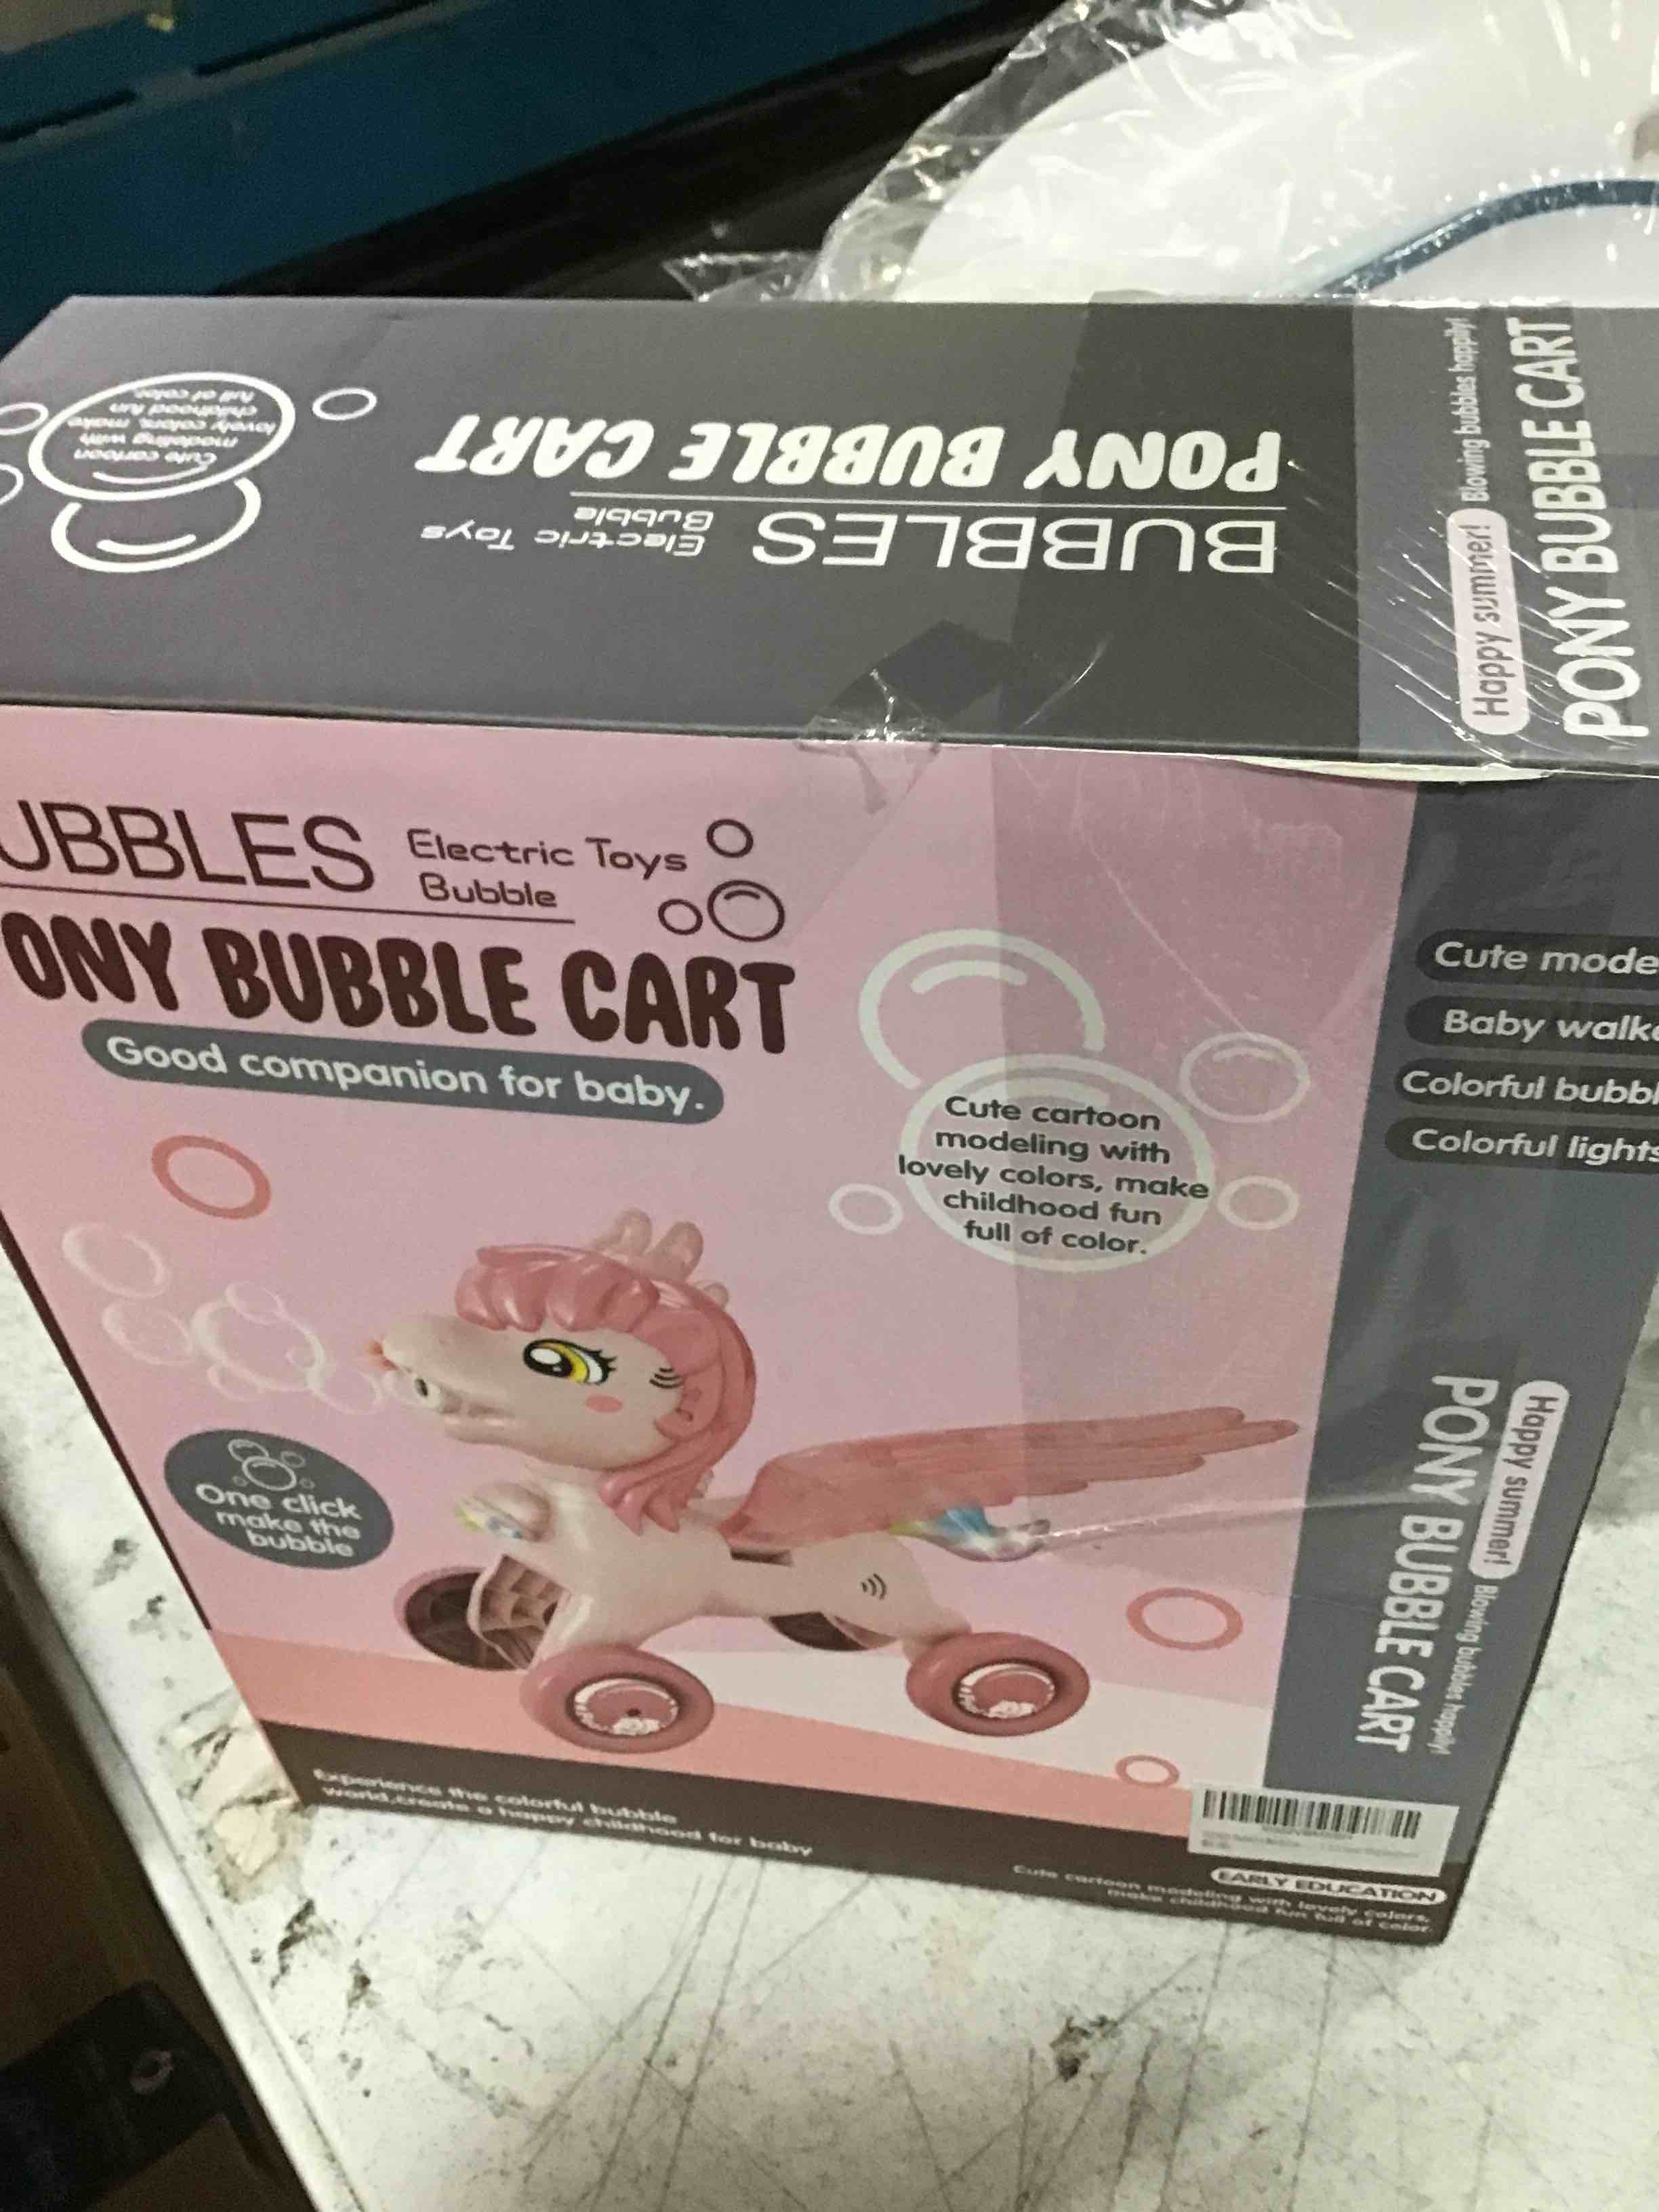 Cute cartoon
modeling with
lovely colors, make
childhood fun
full of color.
BUBBLES
Electric Toys
Bubble
PONY BUBBLE CART
Happy summer! Blowing bubbles happily!
PONY BUBBLE CART
UBBLES
Electric Toys
Bubble
ONY BUBBLE CART
Good companion for baby.
Cute cartoon
modeling with
lovely colors, make
childhood fun
full of color.
One click
make the
bubble
Cute mode
Baby walke
Colorful bubbl
Colorful lights
Happy summer! Blowing bubbles happily!
PONY BUBBLE CART
Experience the colorful bubble
world,create a happy childhood for baby
EARLY EDUCATION
Cute cartoon modeling with lovely colors,
make childhood fun full of color.